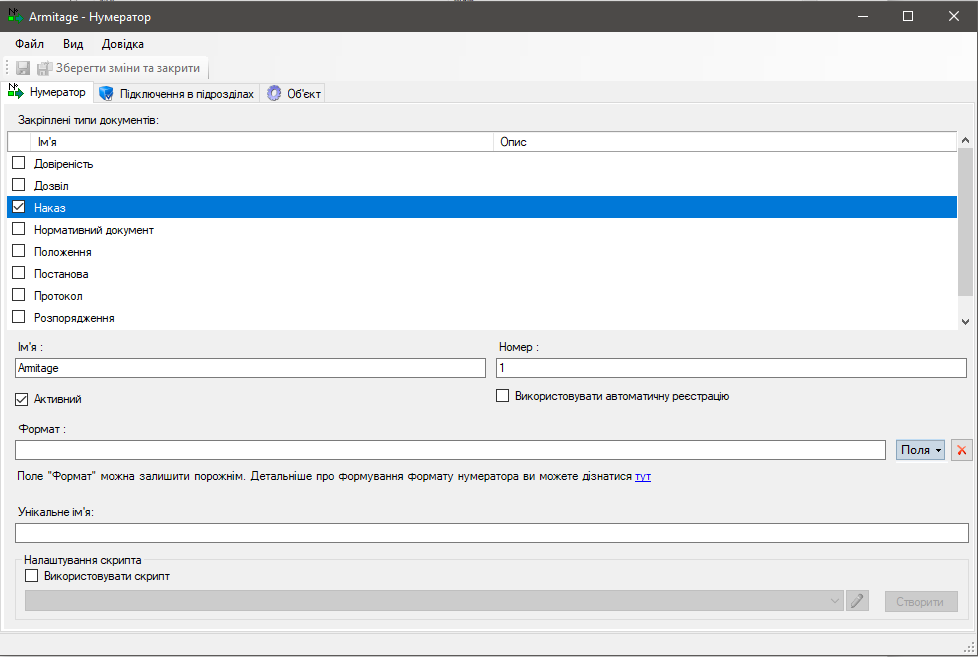 Armitage - Нумератор
Файл Вид Довідка
Зберегти зміни та закрити
Нумератор Підключення в підрозділах Об'єкт
Закріплені типи документів:
Ім'я Опис
Довіреність
Дозвіл
Наказ
Нормативний документ
Положення
Постанова
Протокол
Розпорядження
Ім'я : Номер :
Armitage 1
Активний Використовувати автоматичну реєстрацію
Формат :
Поля
Поле "Формат" можна залишити порожнім. Детальніше про формування формату нумератора ви можете дізнатися тут
Унікальне ім'я:
Налаштування скрипта
Використовувати скрипт
Створити